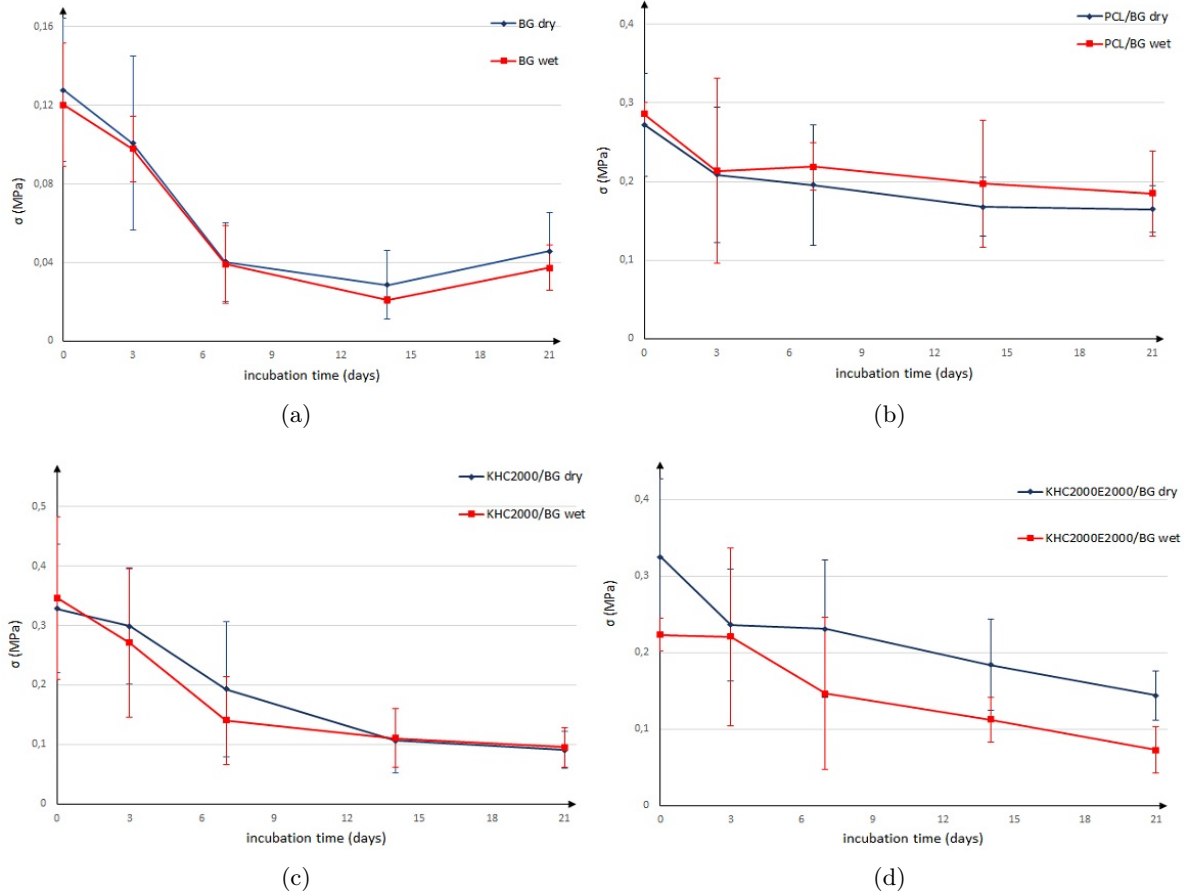 0,16
BG dry
BG wet
0,12
σ (MPa)
0,08
0,04
0
0 3 6 9 12 15 18 21
incubation time (days)
(a)
0,4
PCL/BG dry
PCL/BG wet
0,3
σ (MPa)
0,2
0,1
0
0 3 6 9 12 15 18 21
incubation time (days)
(b)
KHC2000/BG dry
0,5
KHC2000/BG wet
0,4
σ (MPa)
0,3
0,2
0,1
0
0 3 6 9 12 15 18 21
incubation time (days)
(c)
KHC2000E2000/BG dry
0,4
KHC2000E2000/BG wet
0,3
σ (MPa)
0,2
0,1
0
0 3 6 9 12 15 18 21
incubation time (days)
(d)